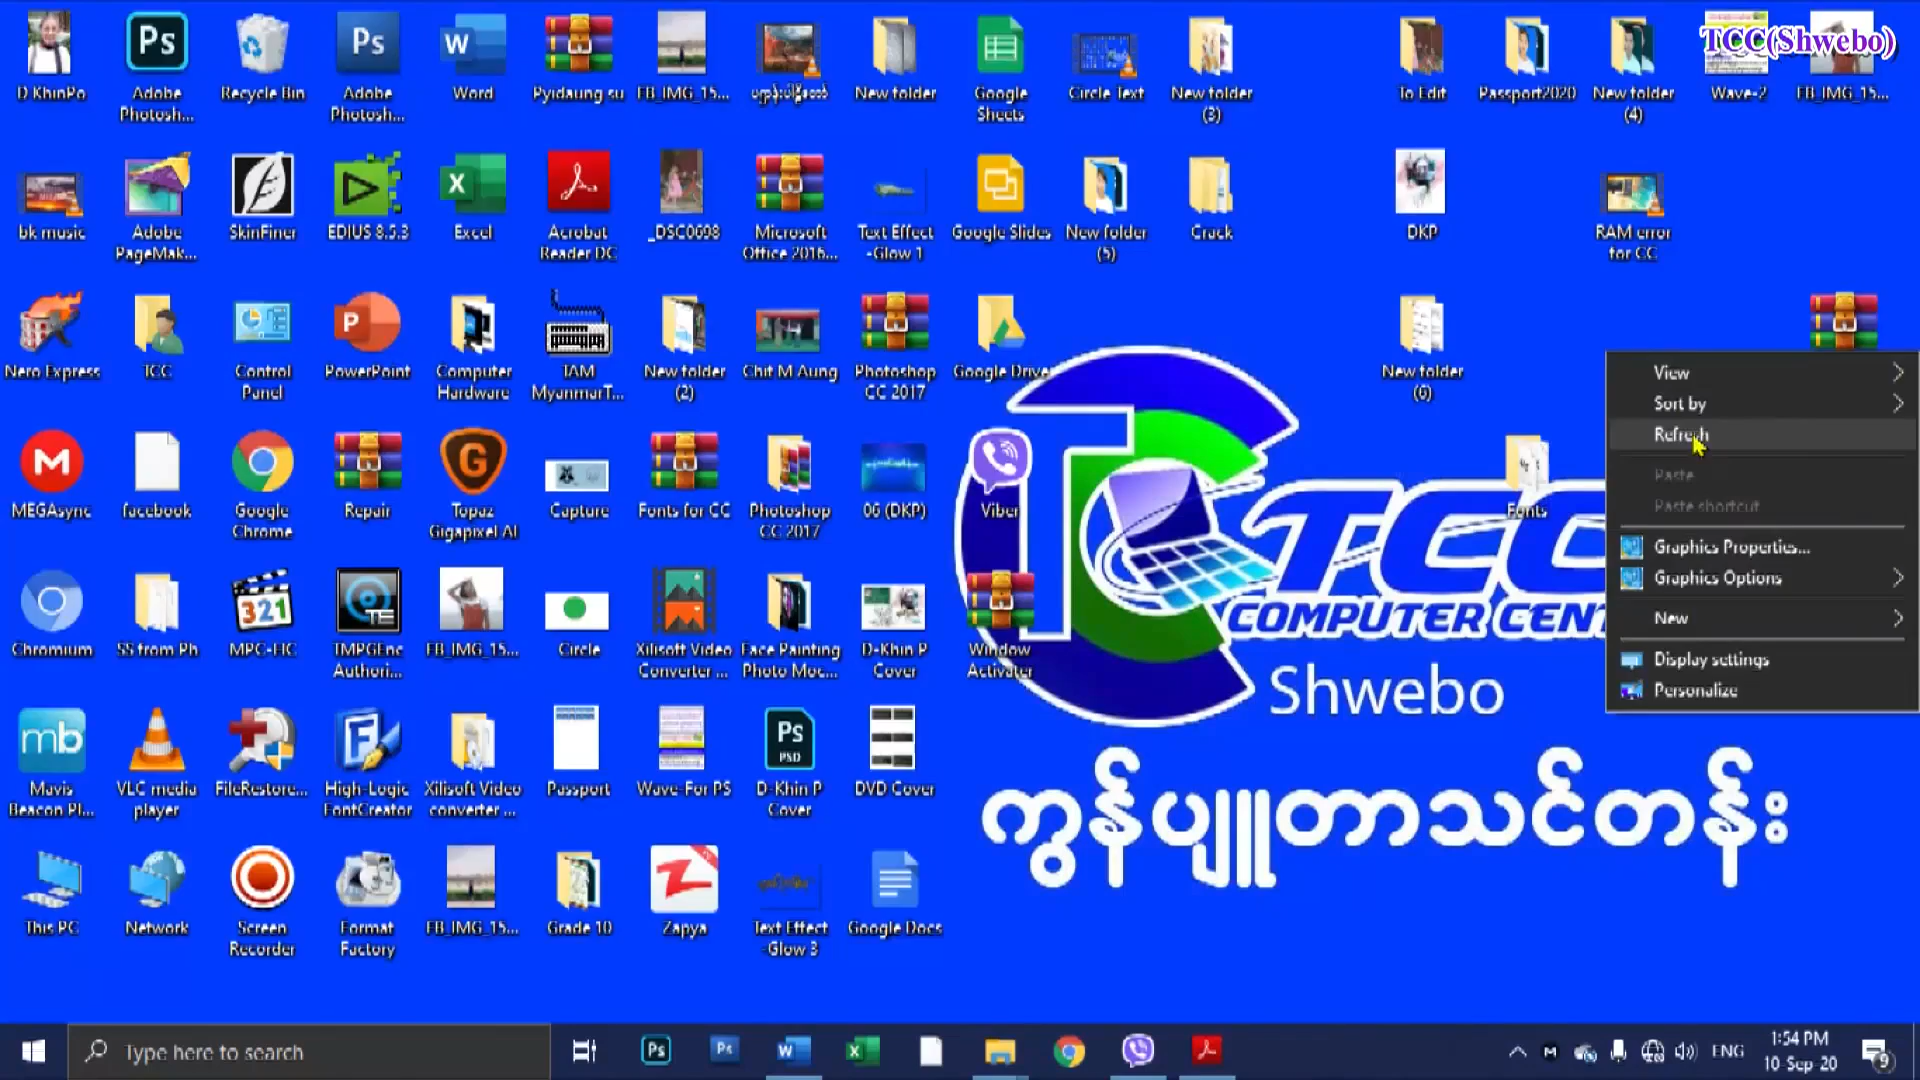 TCC(Shwebo)
D KhinPo
Adobe Photosh...
Recycle Bin
Adobe Photosh...
Word
Pyidaung su
FB_IMG_15...
New folder
Google Sheets
Circle Text
New folder (3)
To Edit
Passport2020
New folder (4)
Wave-2
FB_IMG_15...
bk music
Adobe PageMak...
SkinFiner
EDIUS 8.5.3
Excel
Acrobat Reader DC
_DSC0698
Microsoft Office 2016...
Text Effect -Glow 1
Google Slides
New folder (5)
Crack
DKP
RAM error for CC
Nero Express
TCC
Control Panel
PowerPoint
Computer Hardware
TAM MyanmarT...
New folder (2)
Chit M Aung
Photoshop CC 2017
Google Drive
New folder (6)
MEGAsync
facebook
Google Chrome
Repair
Topaz Gigapixel AI
Capture
Fonts for CC
Photoshop CC 2017
06 (DKP)
Viber
Fonts
Chromium
SS from Ph
MPC-HC
TMPGEnc Authori...
FB_IMG_15...
Circle
Xilisoft Video Converter ...
Face Painting Photo Moc...
D-Khin P Cover
Window Activater
Mavis Beacon Pl...
VLC media player
FileRestore...
High-Logic FontCreator
Xilisoft Video converter ...
Passport
Wave-For PS
D-Khin P Cover
DVD Cover
This PC
Network
Screen Recorder
Format Factory
FB_IMG_15...
Grade 10
Zapya
Text Effect -Glow 3
Google Docs
TCC
COMPUTER CENT
Shwebo
ကွန်ပျူတာသင်တန်း
View
Sort by
Refresh
Paste
Paste shortcut
Graphics Properties...
Graphics Options
New
Display settings
Personalize
Type here to search
ENG
1:54 PM
10-Sep-20
9